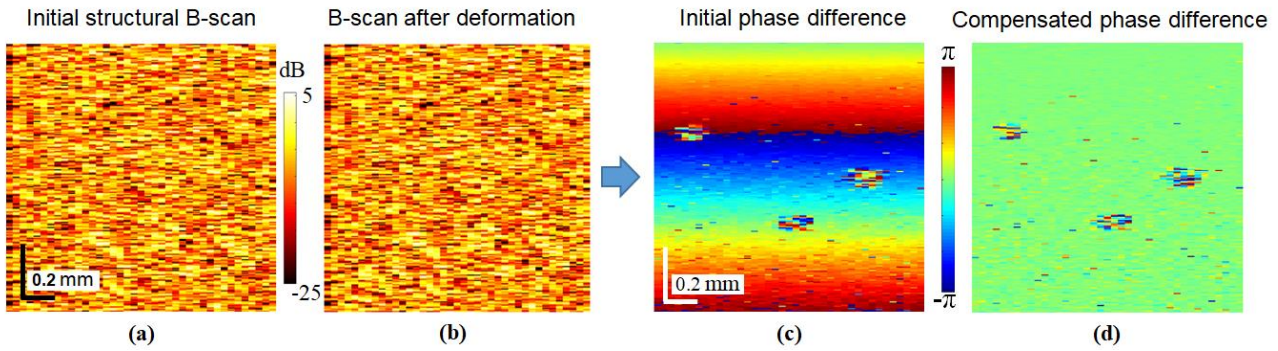 Initial structural B-scan
B-scan after deformation
Initial phase difference
Compensated phase difference
dB
5
-25
0.2 mm
π
-π
0.2 mm
(a)
(b)
(c)
(d)